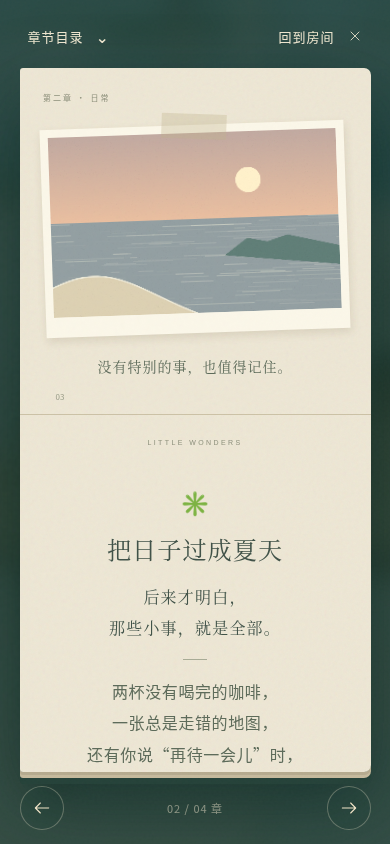 章节目录
回到房间
第二章 · 日常
没有特别的事，也值得记住。
03
LITTLE WONDERS
把日子过成夏天
后来才明白，
那些小事，就是全部。
两杯没有喝完的咖啡，
一张总是走错的地图，
还有你说“再待一会儿”时，
02 / 04 章